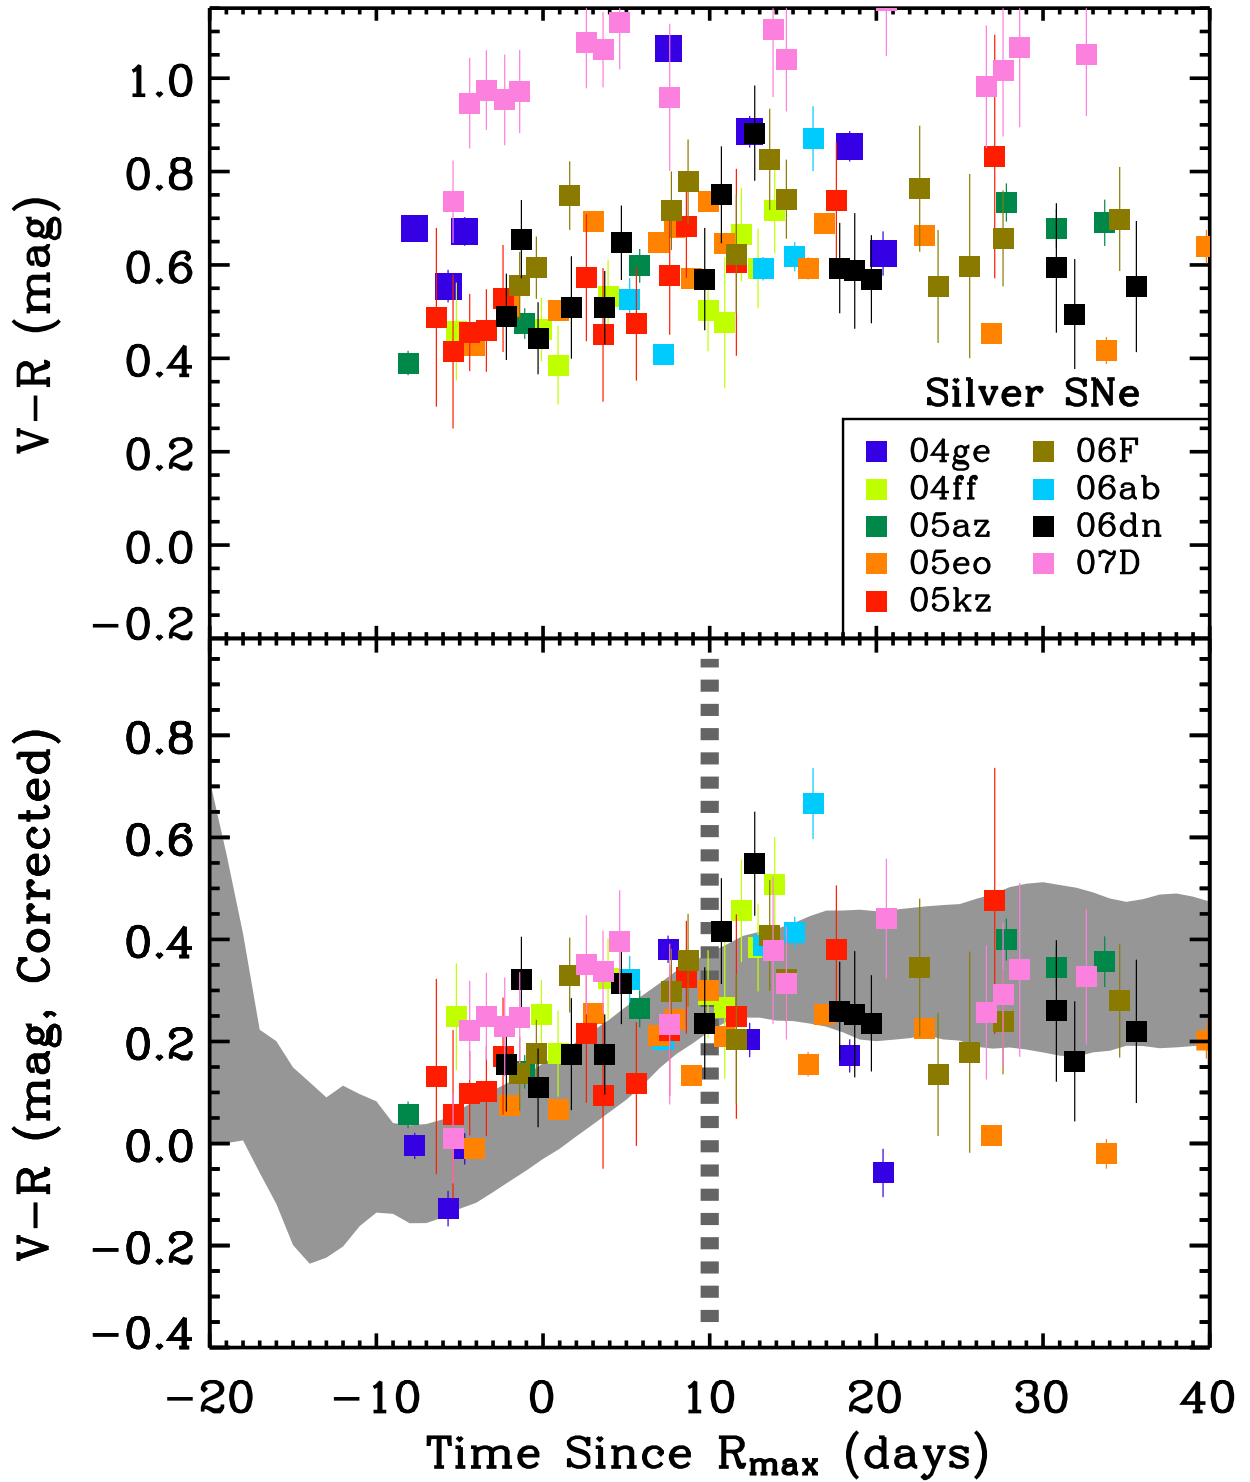 V−R (mag)
1.0
0.8
0.6
0.4
0.2
0.0
−0.2
Silver SNe
04ge 06F
04ff 06ab
05az 06dn
05eo 07D
05kz
V−R (mag, Corrected)
0.8
0.6
0.4
0.2
0.0
−0.2
−0.4
−20 −10 0 10 20 30 40
Time Since Rmax (days)